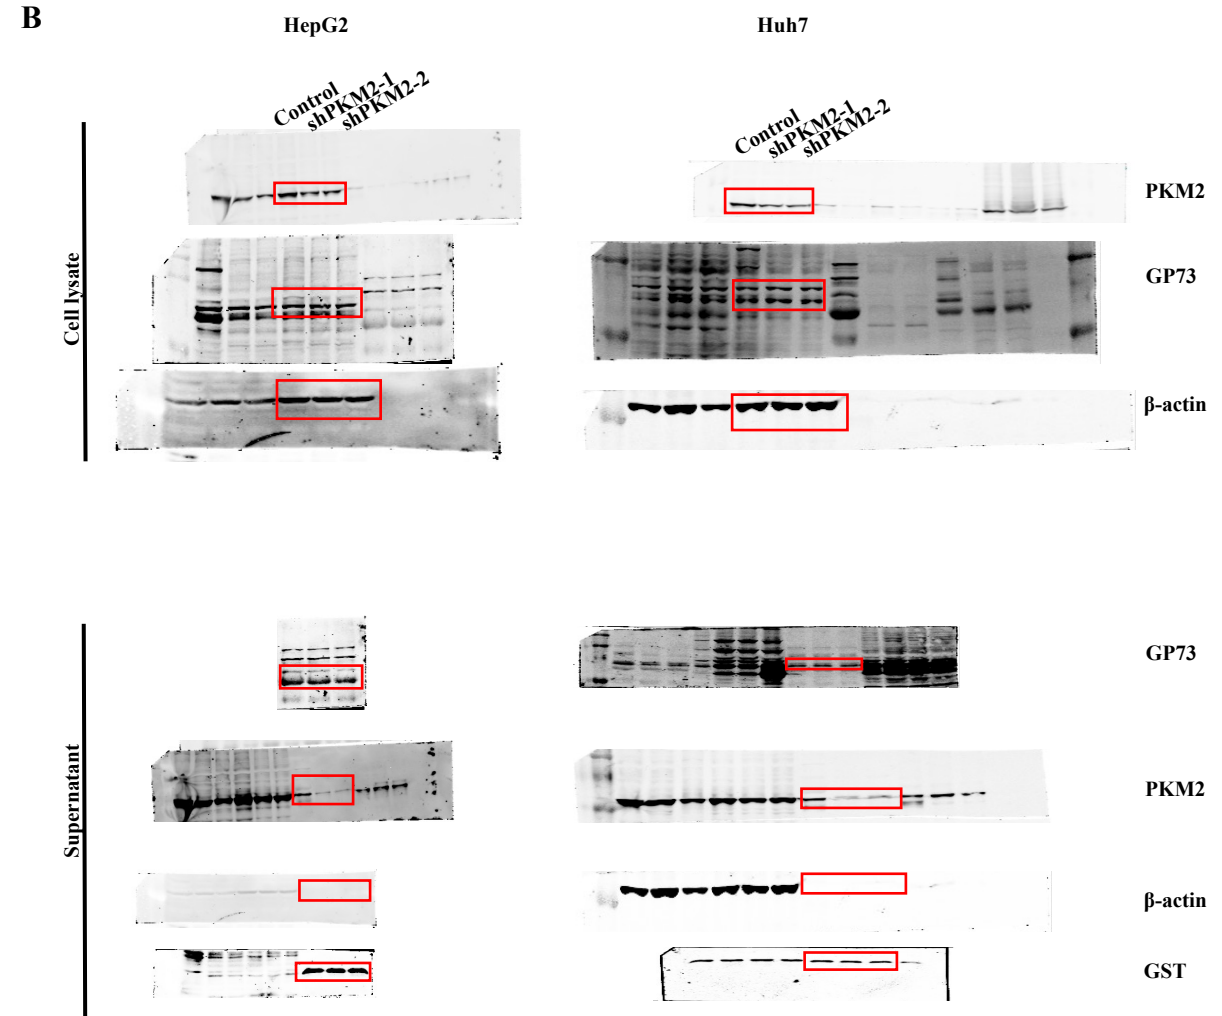 B
HepG2
Huh7
Control
shPKM2-1
shPKM2-2
Control
shPKM2-1
shPKM2-2
Cell lysate
PKM2
GP73
β-actin
Supernatant
GP73
PKM2
β-actin
GST